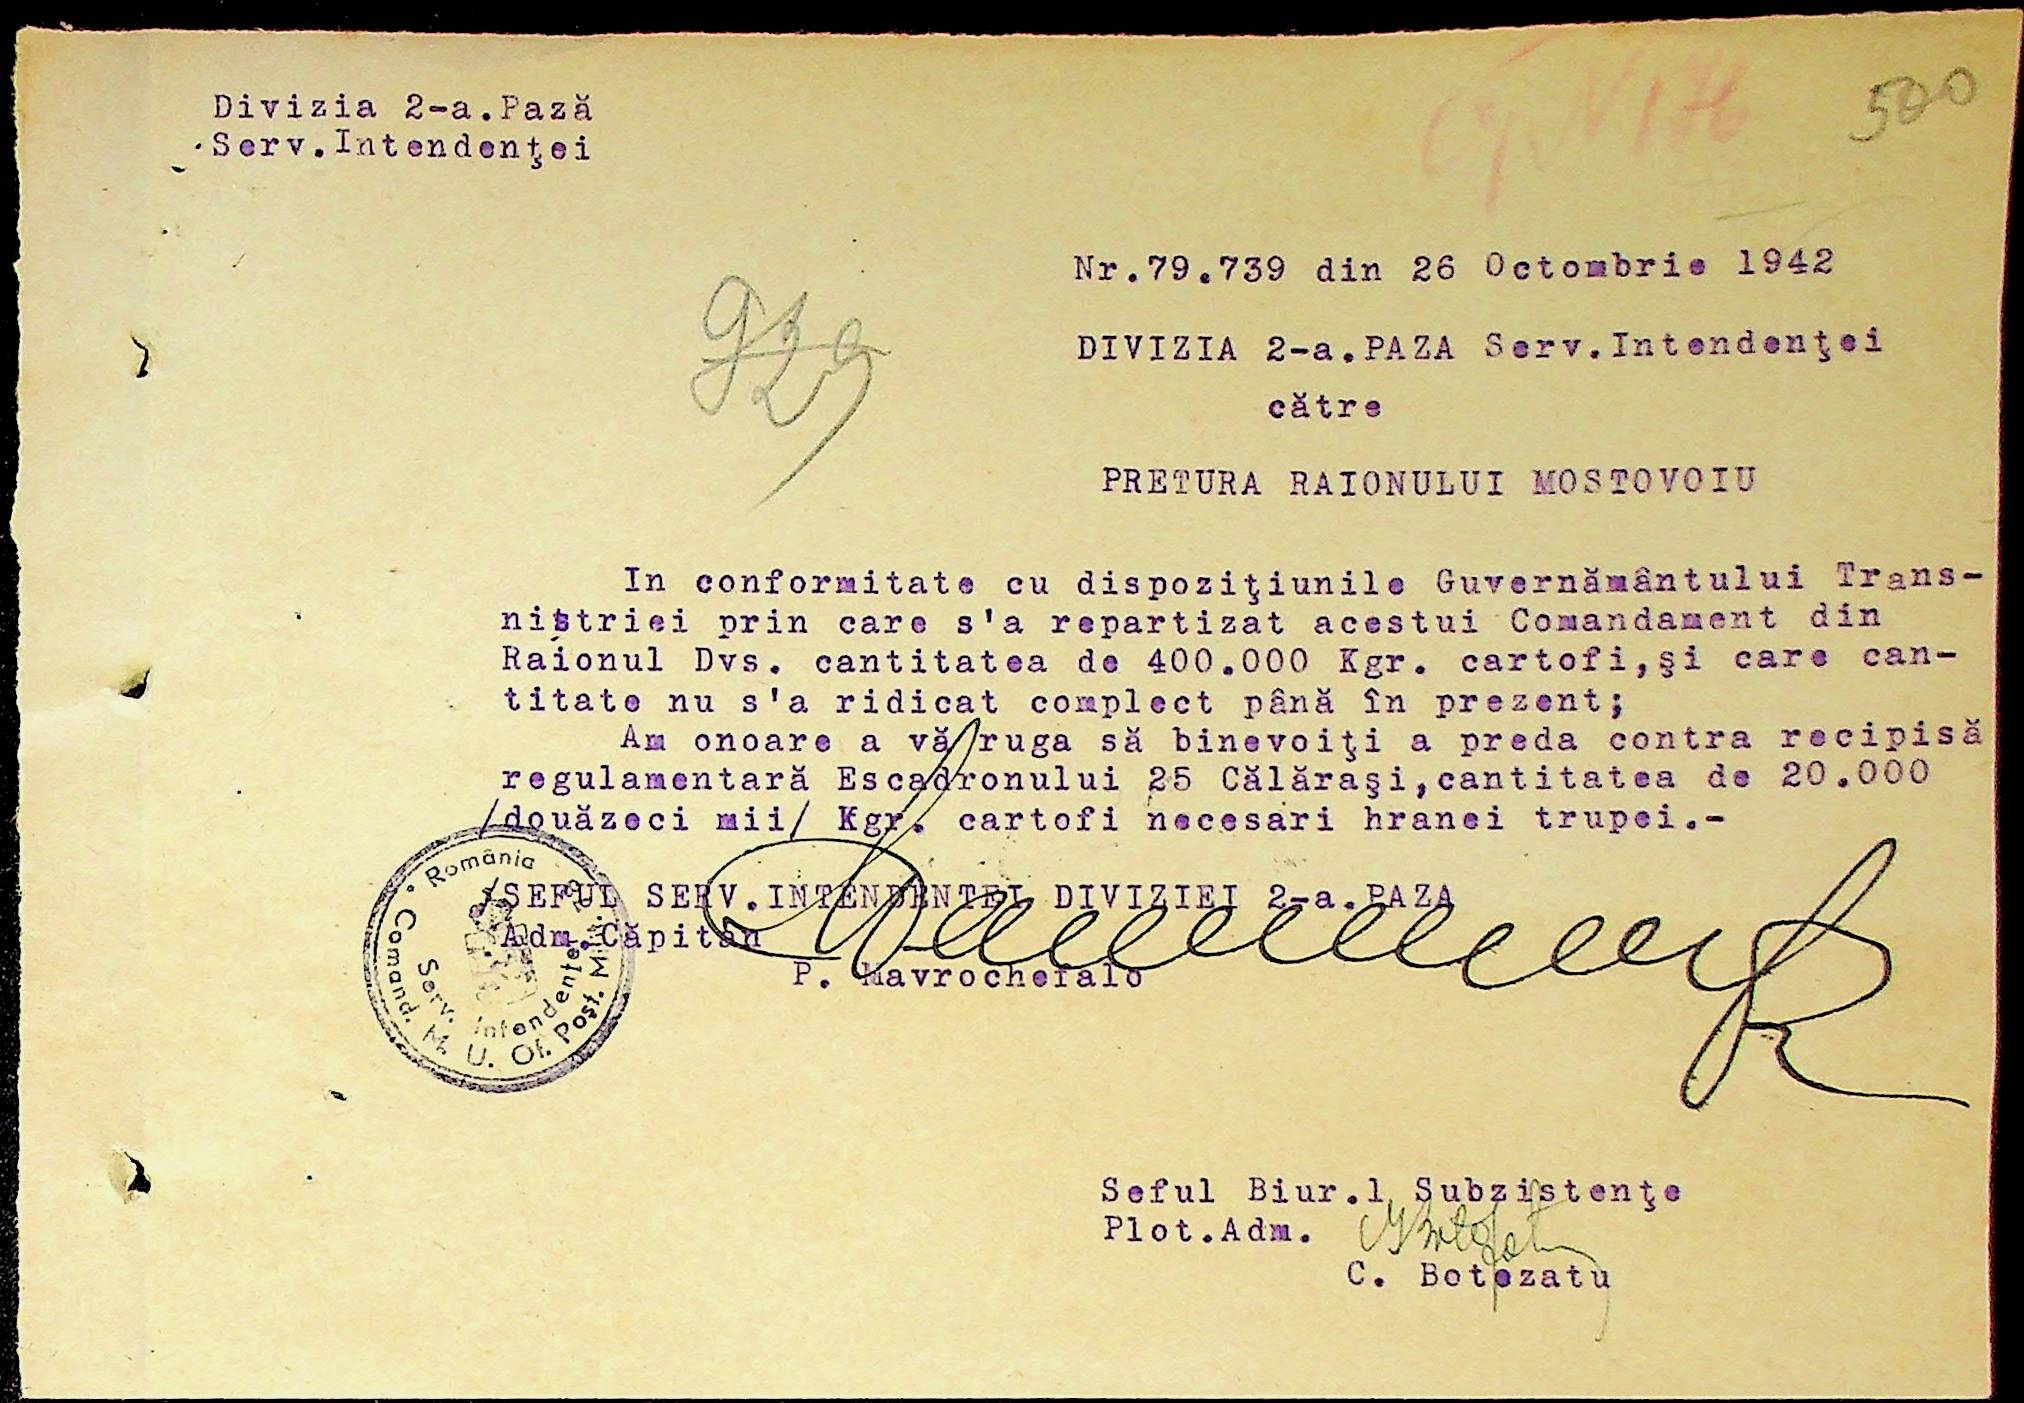 500
Divizia 2-a.Pază
Serv.Intendenţei
Nr.79.739 din 26 Octombrie 1942
DIVIZIA 2-a.PAZA Serv.Intendenţei
către
PRETURA RAIONULUI MOSTOVOIU
In conformitate cu dispoziţiunile Guvernământului Trans-
nistriei prin care s'a repartizat acestui Comandament din
Raionul Dvs. cantitatea de 400.000 Kgr. cartofi,şi care can-
titate nu s'a ridicat complect până în prezent;
Am onoare a vă ruga să binevoiţi a preda contra recipisă
regulamentară Escadronului 25 Călăraşi,cantitatea de 20.000
/douăzeci mii/ Kgr. cartofi necesari hranei trupei.-
/SEFUL SERV.INTENDENTEI DIVIZIEI 2-a.PAZA
Adm.Căpitan
P. Mavrochefalo
România
Comand. M. U. Of. Poşt. Mil.
Serv. Intendenţei
Seful Biur.1 Subzistenţe
Plot.Adm.
C. Botezatu